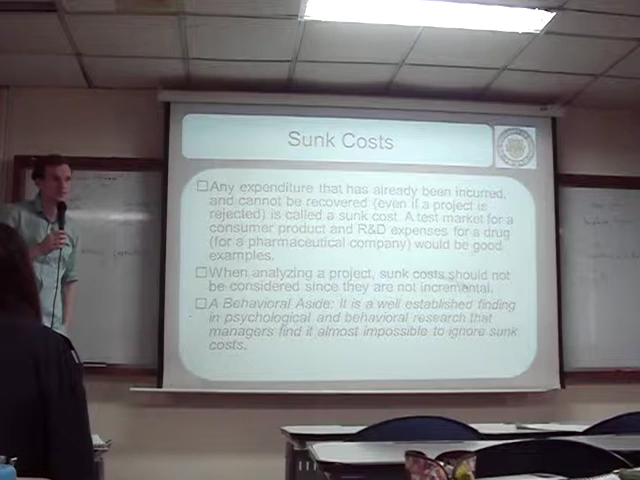 Sunk Costs
□ Any expenditure that has already been incurred,
and cannot be recovered (even if a project is
rejected) is called a sunk cost. A test market for a
consumer product and R&D expenses for a drug
(for a pharmaceutical company) would be good
examples.
□ When analyzing a project, sunk costs should not
be considered since they are not incremental.
□ A Behavioral Aside: It is a well established finding
in psychological and behavioral research that
managers find it almost impossible to ignore sunk
costs.